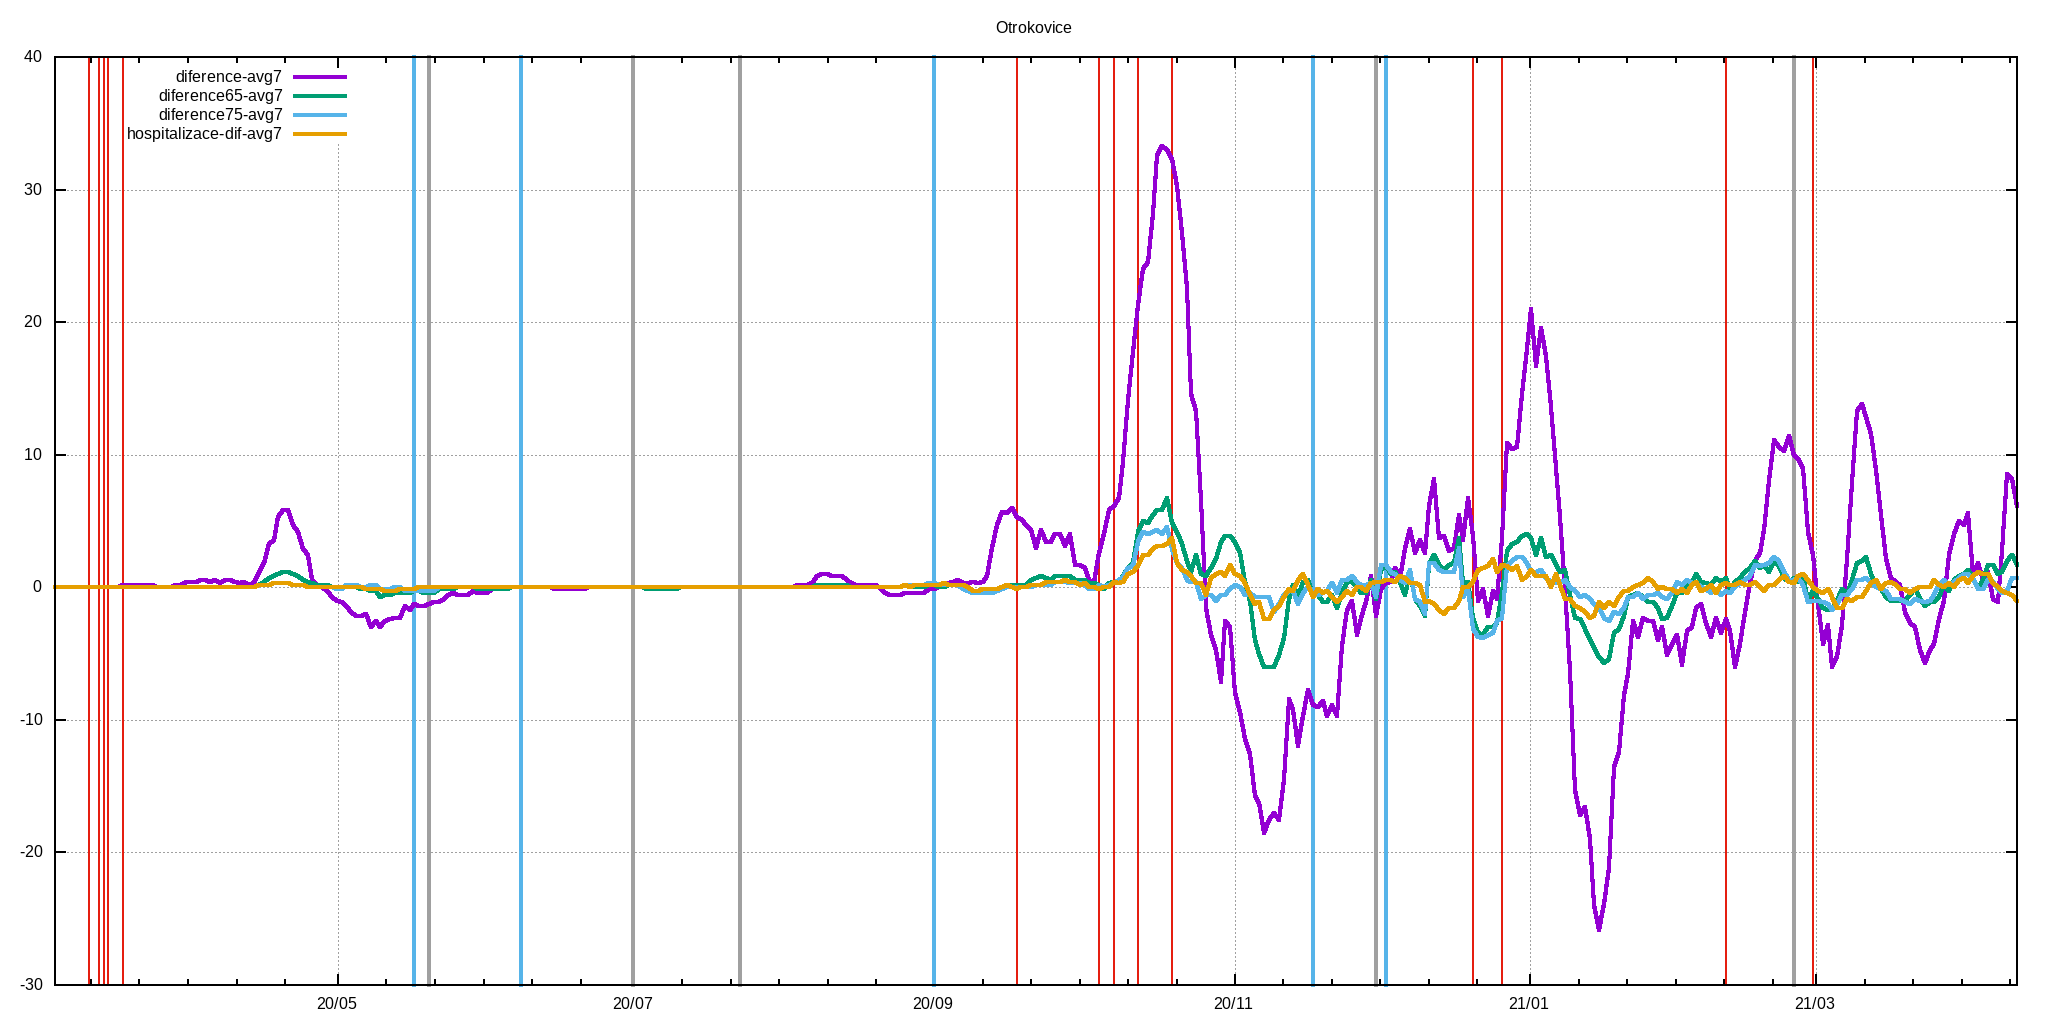 Otrokovice
40
diference-avg7
diference65-avg7
diference75-avg7
hospitalizace-dif-avg7
30
20
10
0
-10
-20
-30
20/05 20/07 20/09 20/11 21/01 21/03